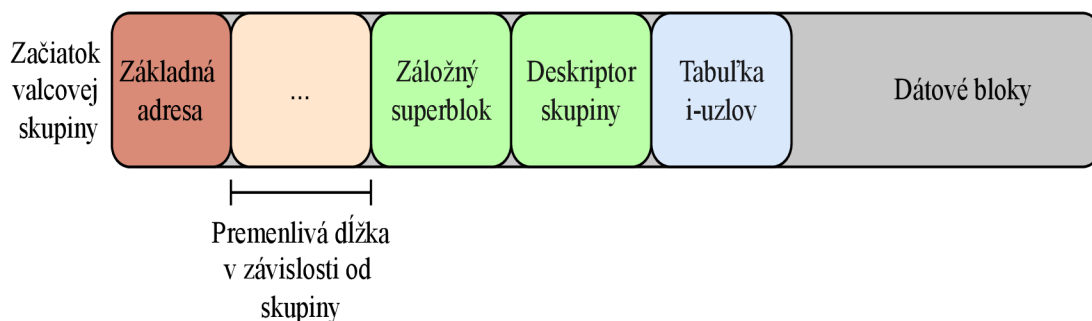 Začiatok
valcovej
skupiny
Základná
adresa
...
Záložný
superblok
Deskriptor
skupiny
Tabuľka
i-uzlov
Dátové bloky
Premenlivá dĺžka
v závislosti od
skupiny